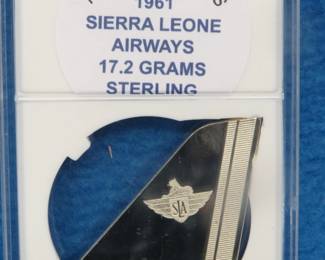 1961
SIERRA LEONE
AIRWAYS
17.2 GRAMS
STERLING
SLA